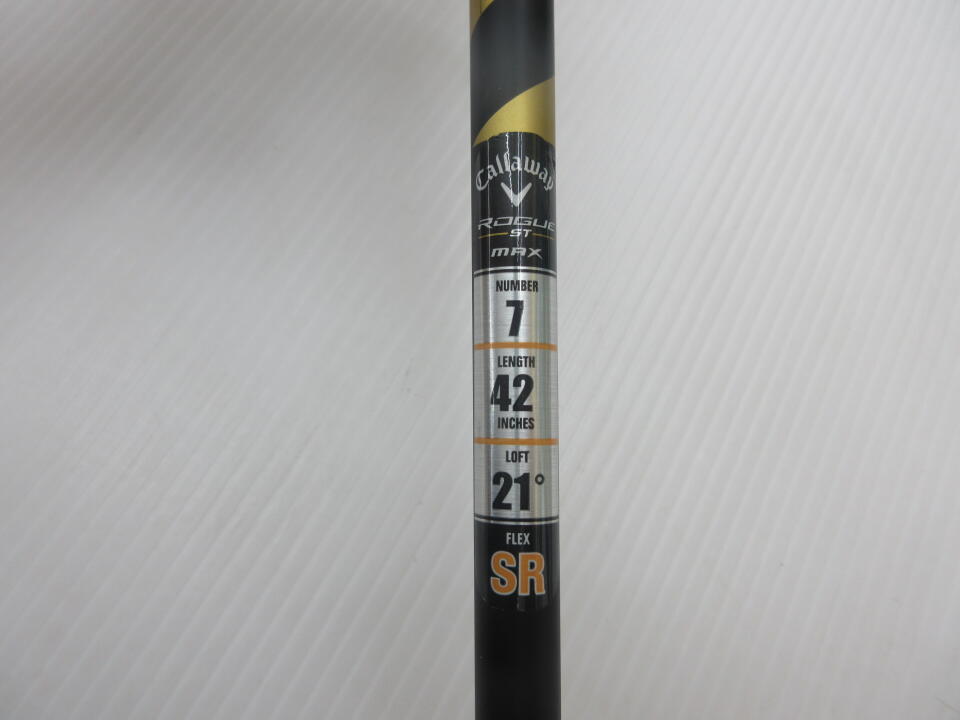 Callaway
ROGUE
ST
MAX
NUMBER
7
LENGTH
42
INCHES
LOFT
21°
FLEX
SR